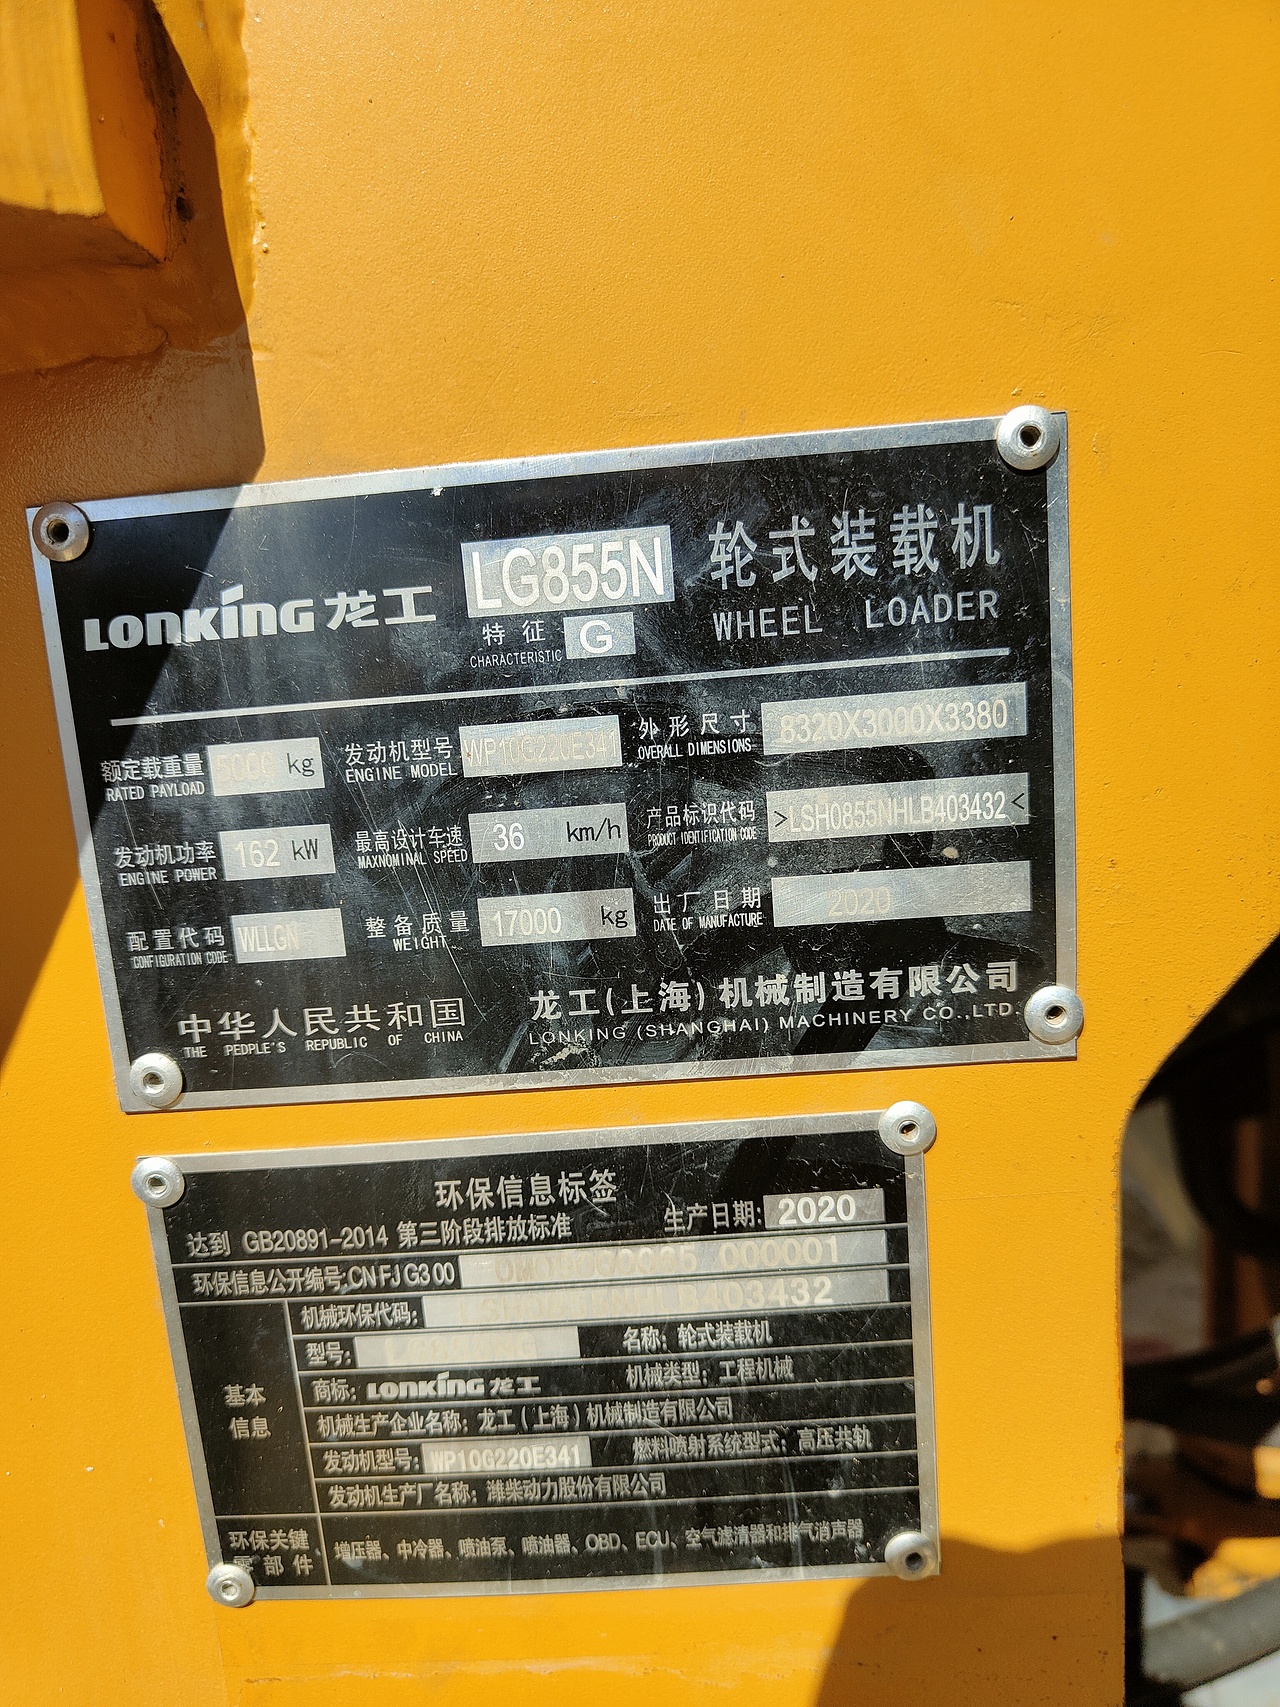 LONKING 龙工 LG855N 轮式装载机
特征 G WHEEL LOADER
CHARACTERISTIC
额定载重量 kg 发动机型号 WP10G220E341 外形尺寸 8320X3000X3380
RATED PAYLOAD ENGINE MODEL OVERALL DIMENSIONS
发动机功率 162 kW 最高设计车速 36 km/h 产品标识代码 >LSH0855NHLB403432<
ENGINE POWER MAXNOMINAL SPEED PRODUCT IDENTIFICATION CODE
配置代码 WLLGN 整备质量 17000 kg 出厂日期 2020
CONFIGURATION CODE WEIGHT DATE OF MANUFACTURE
中华人民共和国 龙工(上海)机械制造有限公司
THE PEDPLE'S REPUBLIC OF CHINA LONKING (SHANGHAI) MACHINERY CO.,LTD.
环保信息标签
达到 GB20891-2014 第三阶段排放标准 生产日期: 2020
环保信息公开编号:CN FJ G3 00 000001
机械环保代码:
型号: 名称: 轮式装载机
基本信息
商标: LONKING 龙工 机械类型: 工程机械
机械生产企业名称: 龙工(上海)机械制造有限公司
发动机型号: WP10G220E341 燃料喷射系统型式: 高压共轨
发动机生产厂名称: 潍柴动力股份有限公司
环保关键零部件 增压器、中冷器、喷油泵、喷油器、OBD、ECU、空气滤清器和排气消声器